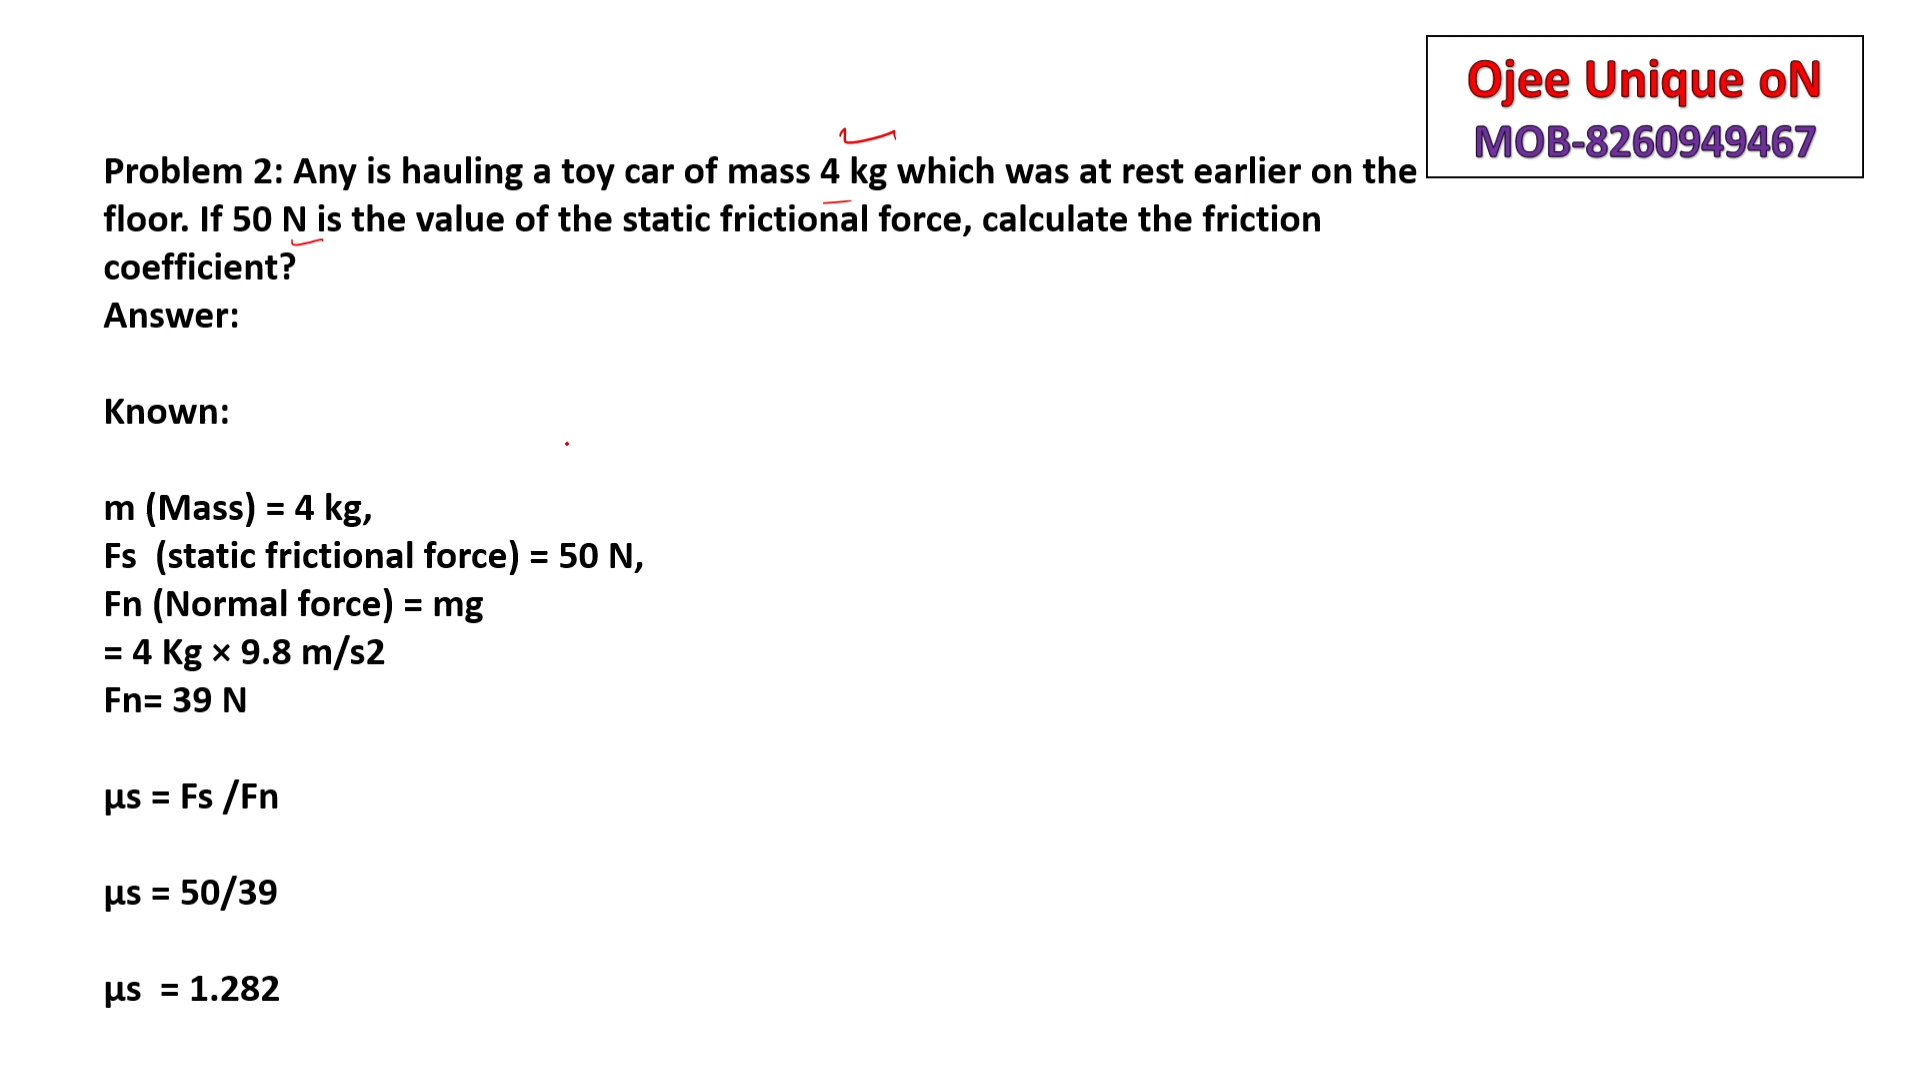 Ojee Unique oN
MOB-8260949467
Problem 2: Any is hauling a toy car of mass 4 kg which was at rest earlier on the
floor. If 50 N is the value of the static frictional force, calculate the friction
coefficient?
Answer:
Known:
m (Mass) = 4 kg,
Fs  (static frictional force) = 50 N,
Fn (Normal force) = mg
= 4 Kg × 9.8 m/s2
Fn= 39 N
μs = Fs /Fn
μs = 50/39
μs  = 1.282